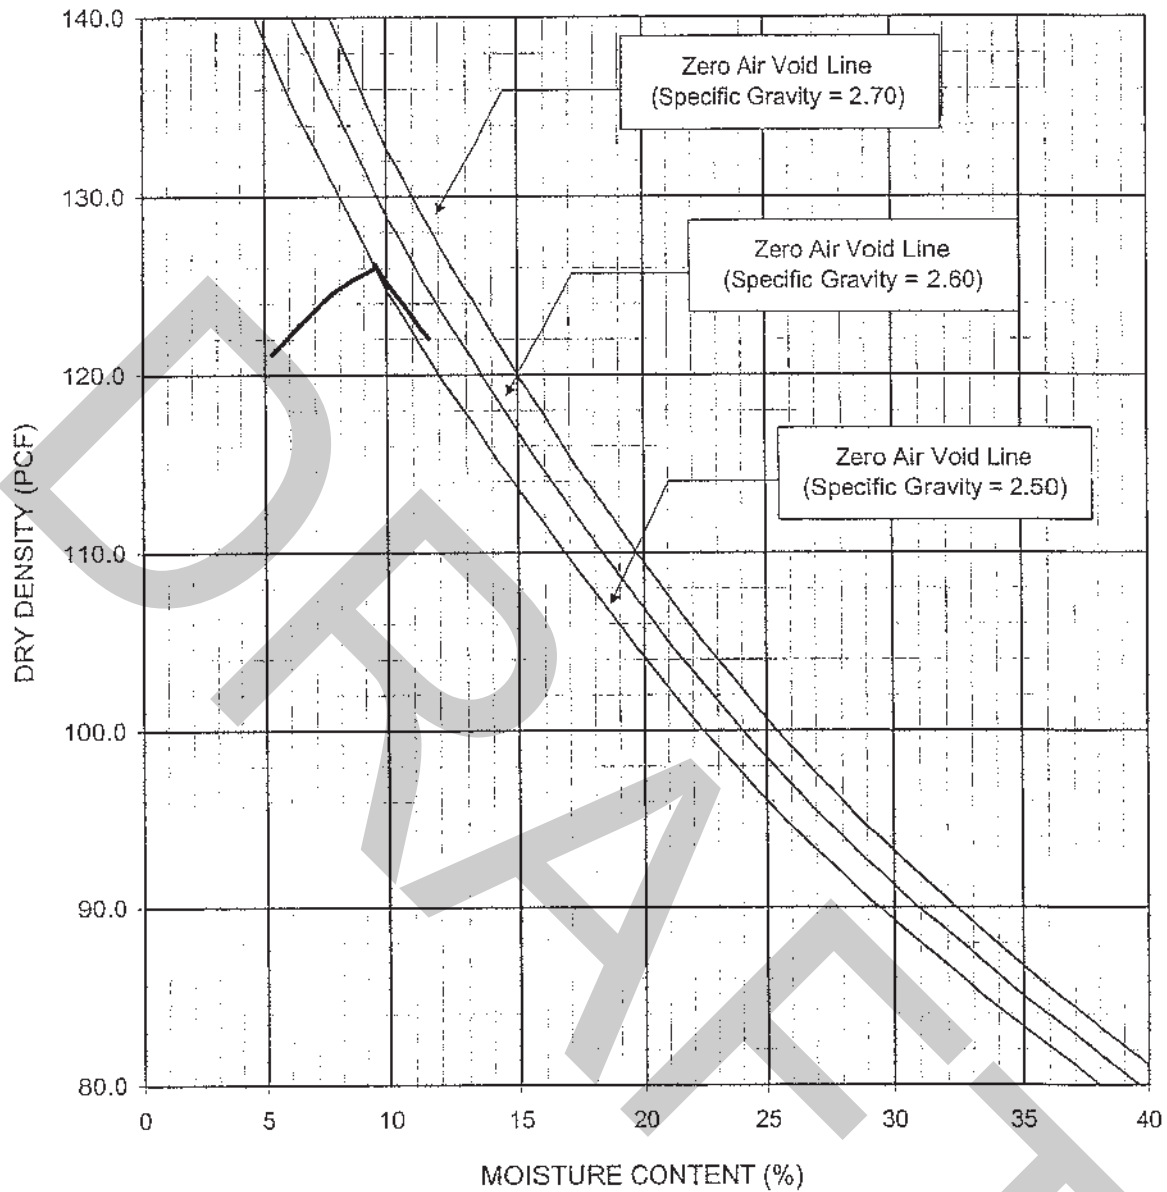 140.0
Zero Air Void Line
(Specific Gravity = 2.70)
130.0
Zero Air Void Line
(Specific Gravity = 2.60)
120.0
Zero Air Void Line
(Specific Gravity = 2.50)
DRY DENSITY (PCF)
110.0
100.0
90.0
80.0
0 5 10 15 20 25 30 35 40
MOISTURE CONTENT (%)
DRAFT